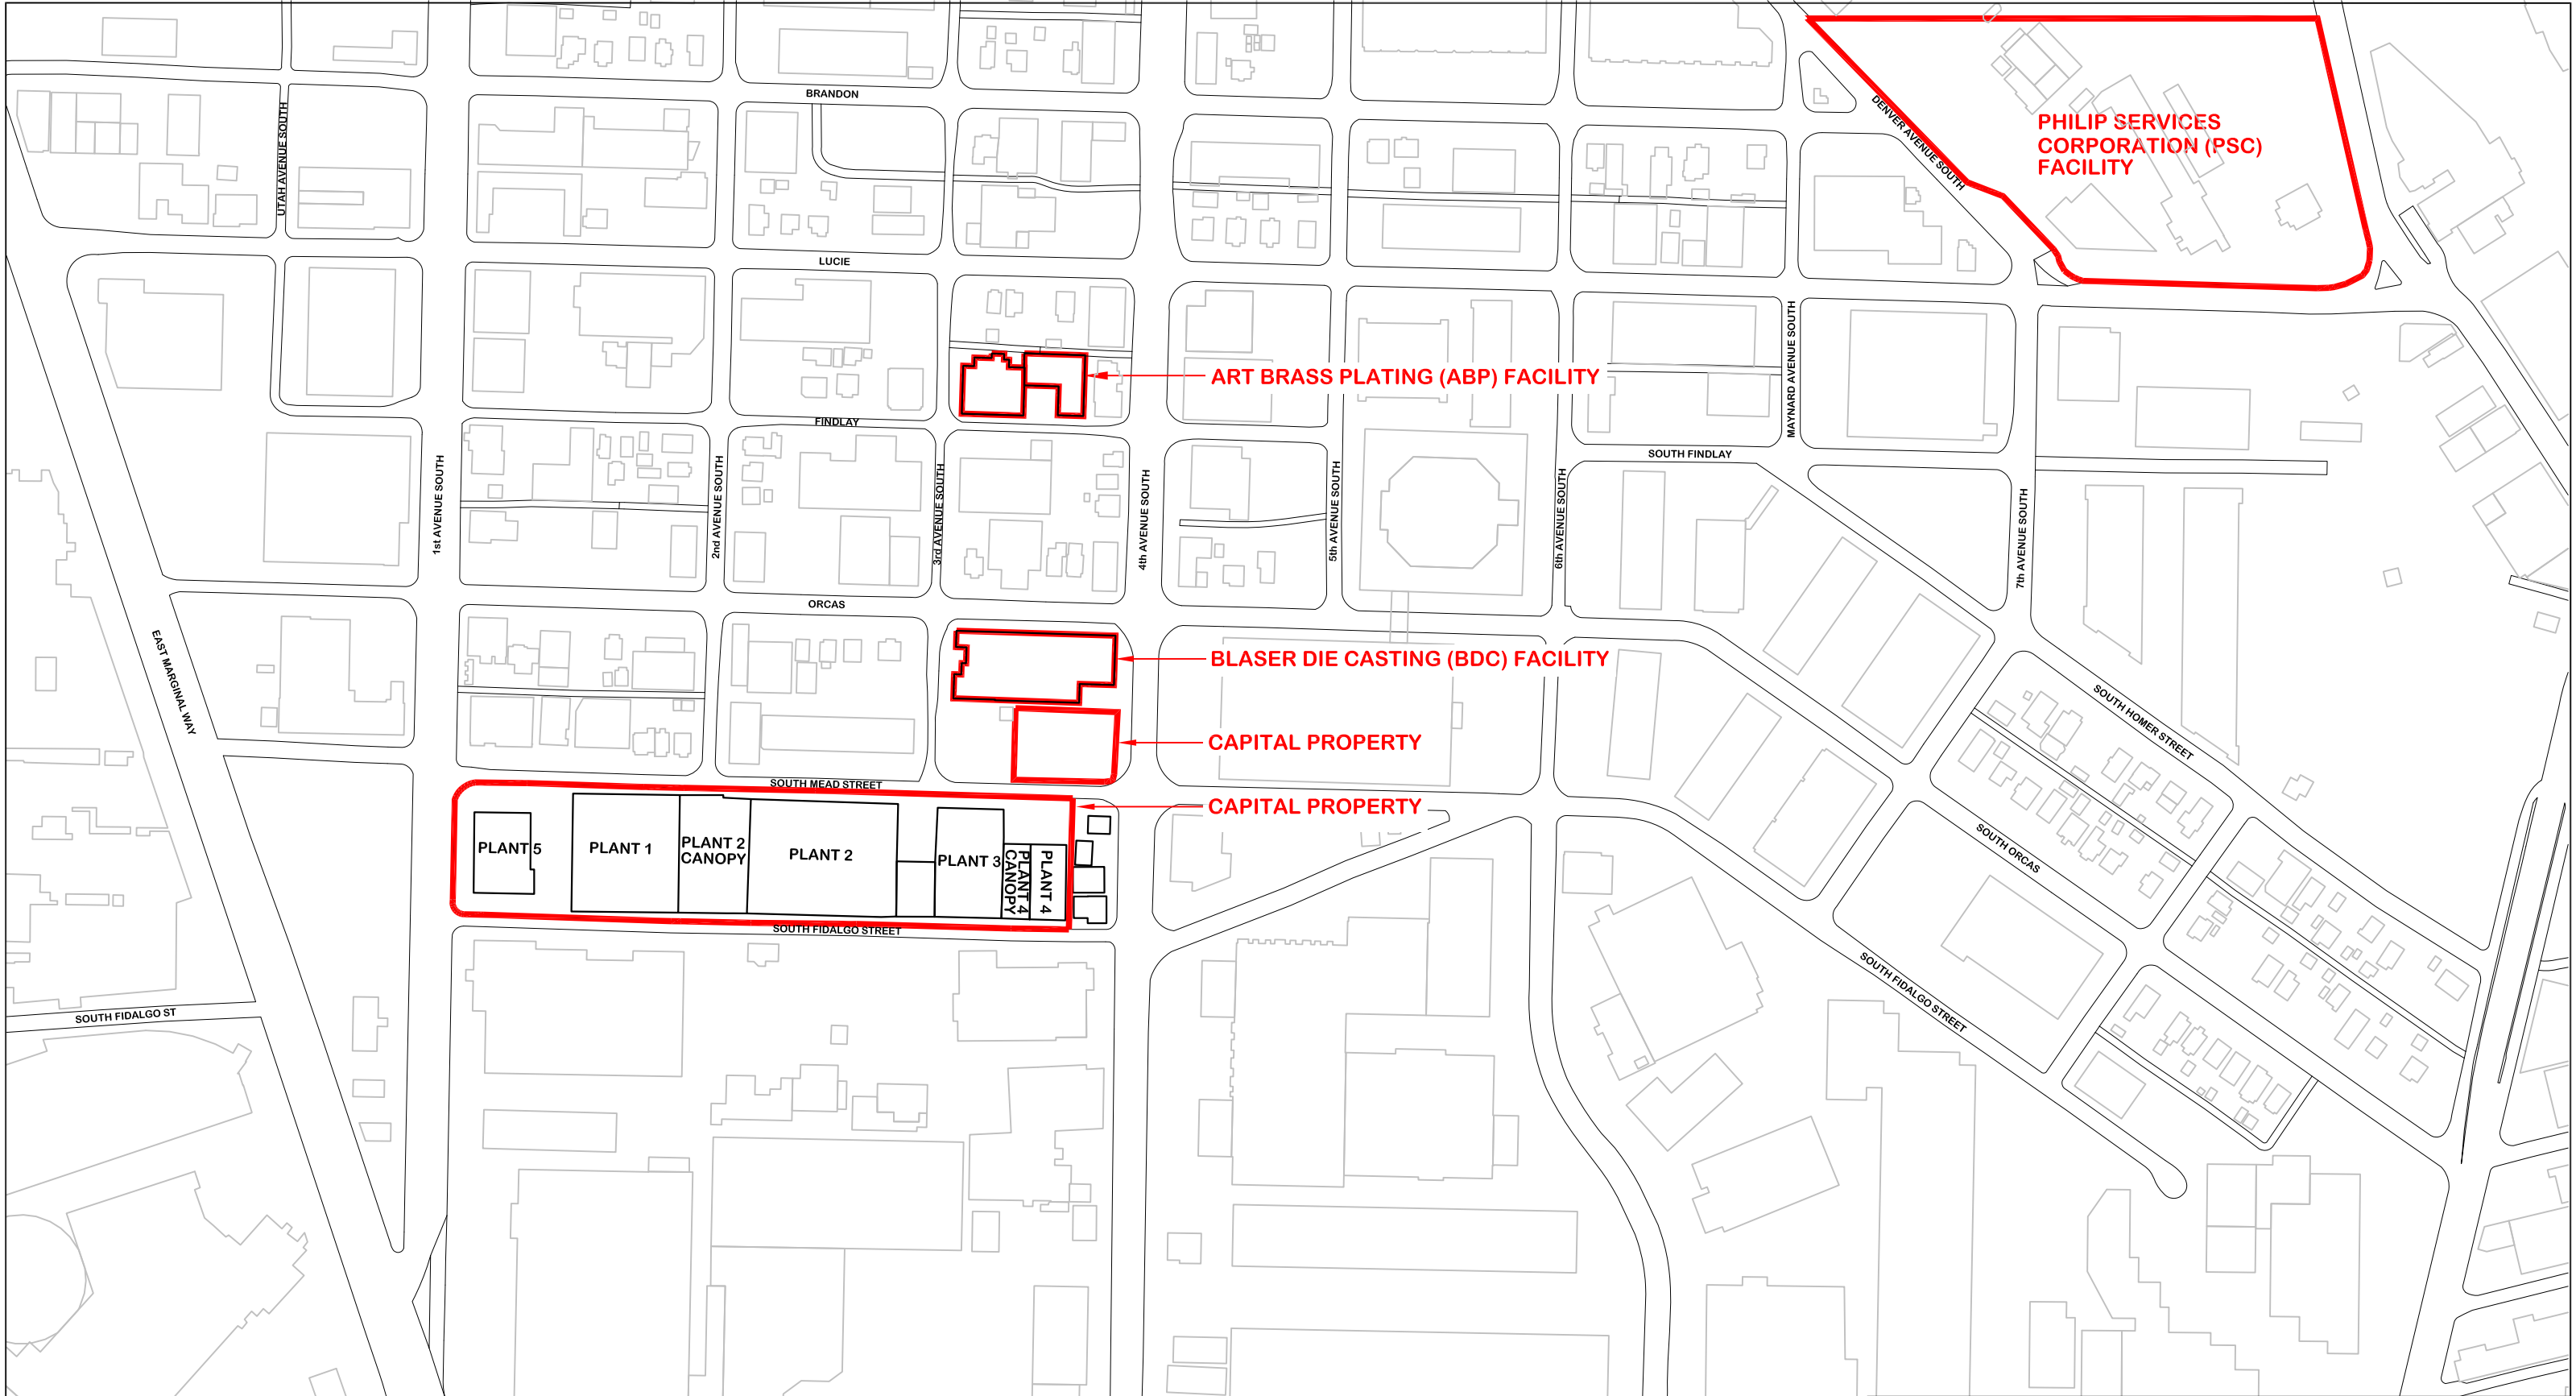 BRANDON
UTAH AVENUE SOUTH
DENVER AVENUE SOUTH
PHILIP SERVICES
CORPORATION (PSC)
FACILITY
LUCIE
MAYNARD AVENUE SOUTH
ART BRASS PLATING (ABP) FACILITY
FINDLAY
SOUTH FINDLAY
1st AVENUE SOUTH
2nd AVENUE SOUTH
3rd AVENUE SOUTH
4th AVENUE SOUTH
5th AVENUE SOUTH
6th AVENUE SOUTH
7th AVENUE SOUTH
ORCAS
EAST MARGINAL WAY
BLASER DIE CASTING (BDC) FACILITY
SOUTH HOMER STREET
CAPITAL PROPERTY
SOUTH MEAD STREET
CAPITAL PROPERTY
PLANT 5
PLANT 1
PLANT 2
CANOPY
PLANT 2
PLANT 3
PLANT 4
CANOPY
PLANT 4
SOUTH ORCAS
SOUTH FIDALGO STREET
SOUTH FIDALGO STREET
SOUTH FIDALGO ST